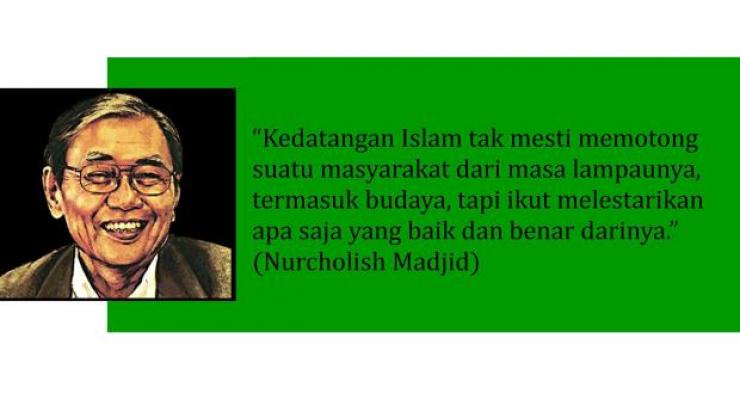 “Kedatangan Islam tak mesti memotong
suatu masyarakat dari masa lampaunya,
termasuk budaya, tapi ikut melestarikan
apa saja yang baik dan benar darinya.”
(Nurcholish Madjid)